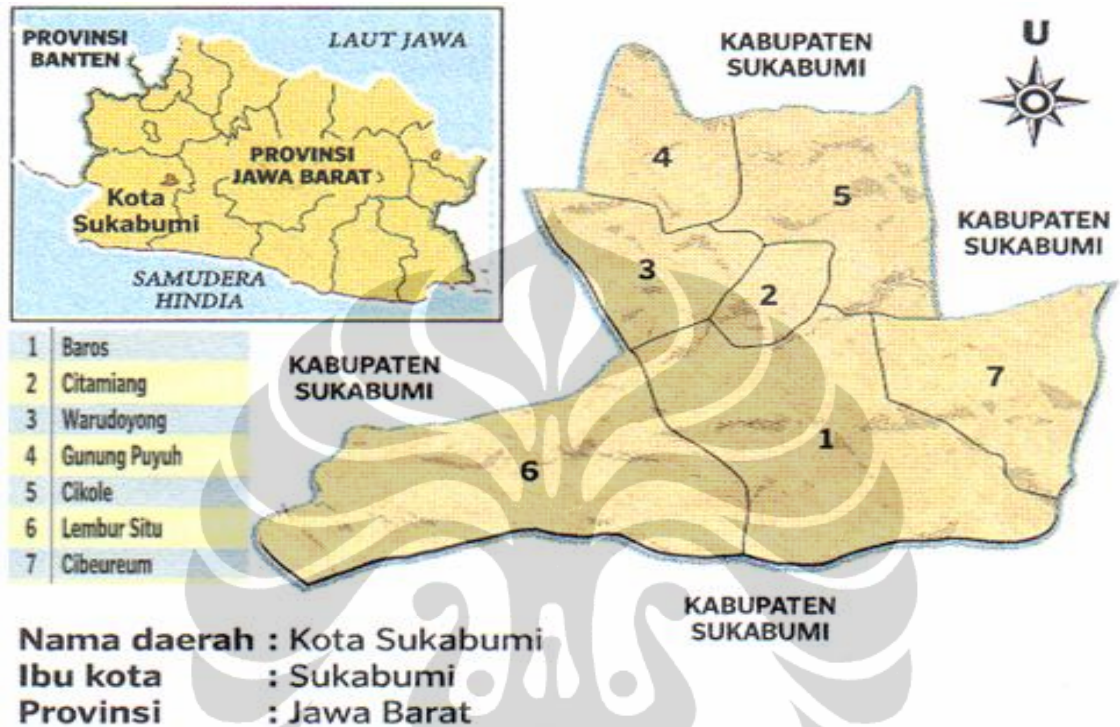 PROVINSI
BANTEN
LAUT JAWA
PROVINSI
JAWA BARAT
Kota
Sukabumi
SAMUDERA
HINDIA
KABUPATEN
SUKABUMI
U
4
5
KABUPATEN
SUKABUMI
3
2
7
1
6
KABUPATEN
SUKABUMI
KABUPATEN
SUKABUMI
1 Baros
2 Citamiang
3 Warudoyong
4 Gunung Puyuh
5 Cikole
6 Lembur Situ
7 Cibeureum
Nama daerah : Kota Sukabumi
Ibu kota : Sukabumi
Provinsi : Jawa Barat